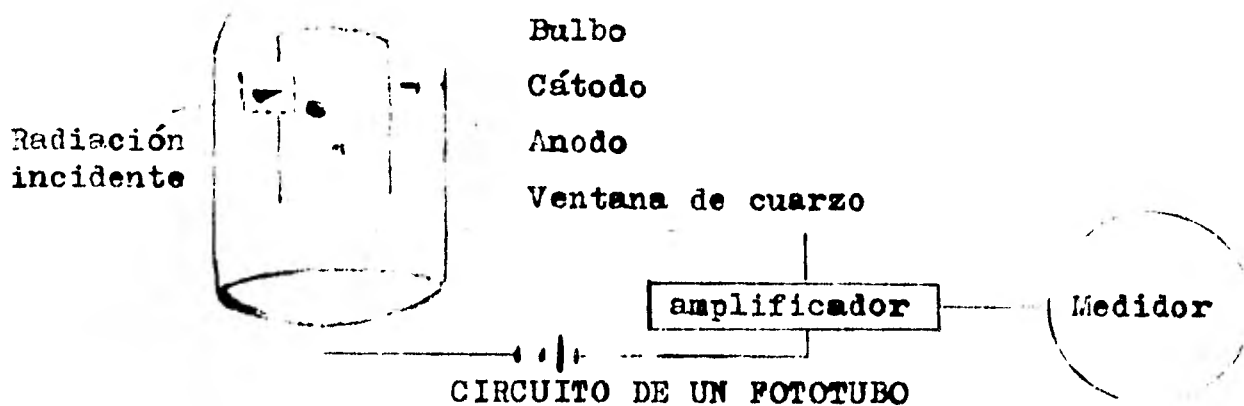 Bulbo
Cátodo
Radiación
incidente
Anodo
Ventana de cuarzo
amplificador
Medidor
CIRCUITO DE UN FOTOTUBO